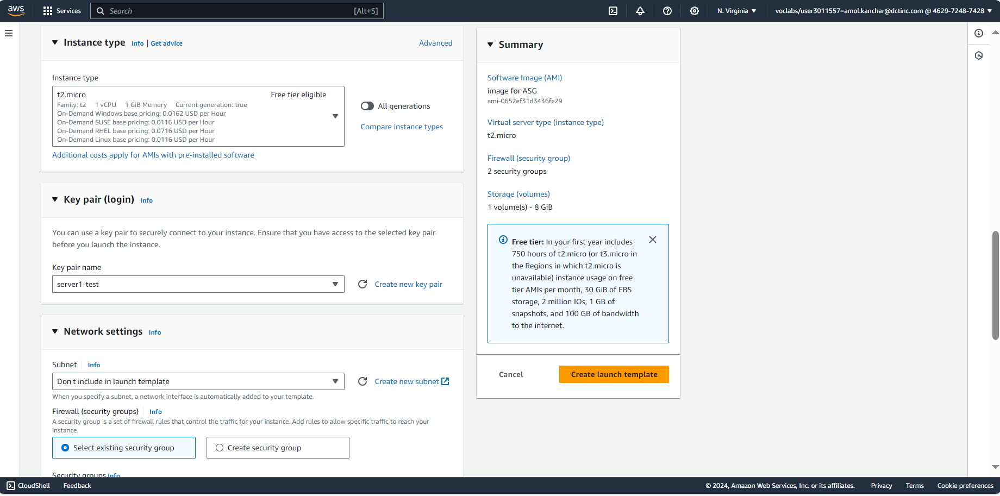 aws
Services
Search [Alt+S]
N. Virginia
voclabs/user3011557=amol.kanchar@dctinc.com @ 4629-7248-7428
Instance type Info | Get advice
Advanced
Instance type
t2.micro Free tier eligible
Family: t2 1 vCPU 1 GiB Memory Current generation: true
On-Demand Windows base pricing: 0.0162 USD per Hour
On-Demand SUSE base pricing: 0.0116 USD per Hour
On-Demand RHEL base pricing: 0.0716 USD per Hour
On-Demand Linux base pricing: 0.0116 USD per Hour
All generations
Compare instance types
Additional costs apply for AMIs with pre-installed software
Key pair (login) Info
You can use a key pair to securely connect to your instance. Ensure that you have access to the selected key pair
before you launch the instance.
Key pair name
server1-test
Create new key pair
Network settings Info
Subnet Info
Don't include in launch template
Create new subnet
When you specify a subnet, a network interface is automatically added to your template.
Firewall (security groups) Info
A security group is a set of firewall rules that control the traffic for your instance. Add rules to allow specific traffic to reach your
instance.
Select existing security group
Create security group
Security groups Info
Summary
Software Image (AMI)
image for ASG
ami-0652ef31d3436fe29
Virtual server type (instance type)
t2.micro
Firewall (security group)
2 security groups
Storage (volumes)
1 volume(s) - 8 GiB
Free tier: In your first year includes
750 hours of t2.micro (or t3.micro in
the Regions in which t2.micro is
unavailable) instance usage on free
tier AMIs per month, 30 GiB of EBS
storage, 2 million IOs, 1 GB of
snapshots, and 100 GB of bandwidth
to the internet.
Cancel
Create launch template
CloudShell
Feedback
© 2024, Amazon Web Services, Inc. or its affiliates.
Privacy
Terms
Cookie preferences